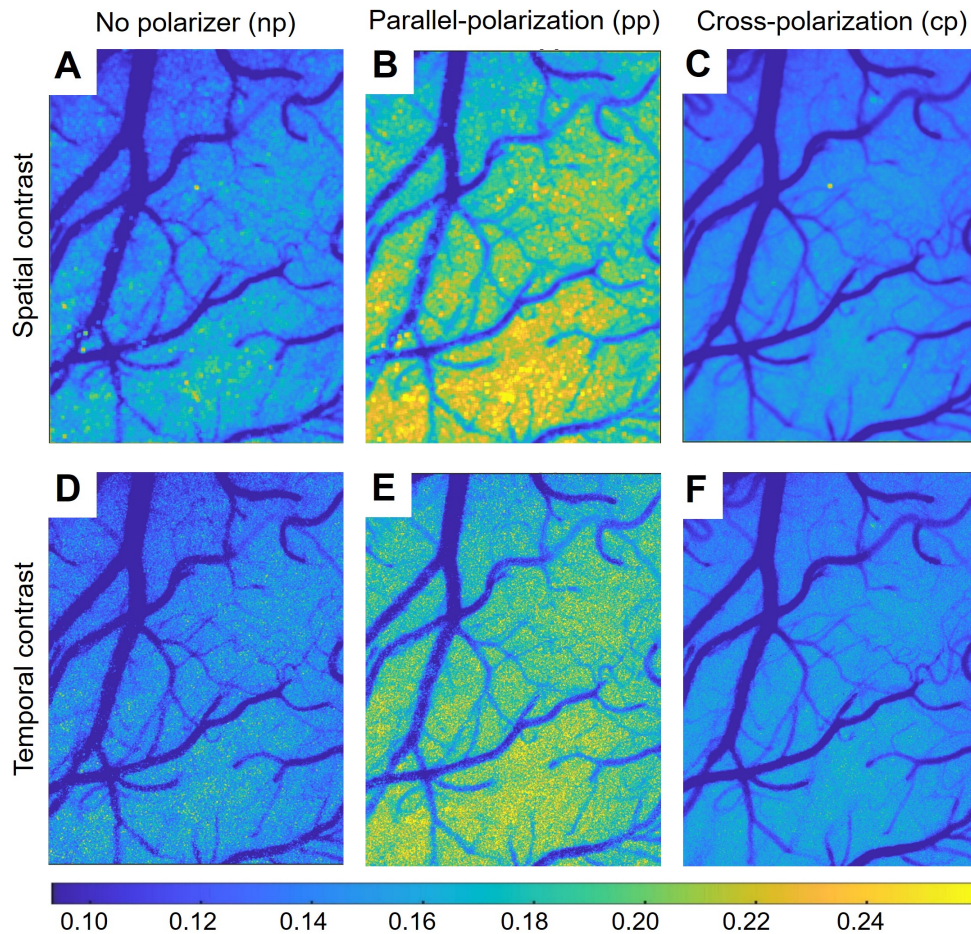 No polarizer (np)
Parallel-polarization (pp)
Cross-polarization (cp)
Spatial contrast
A
B
C
Temporal contrast
D
E
F
0.10 0.12 0.14 0.16 0.18 0.20 0.22 0.24